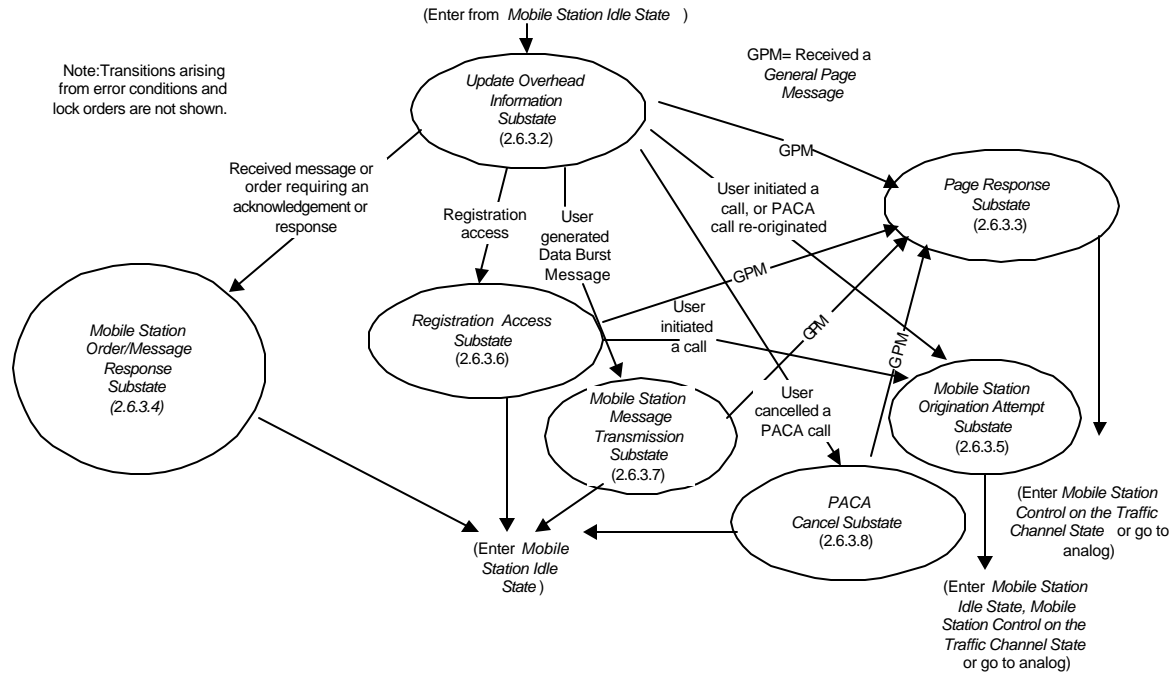 (Enter from Mobile Station Idle State )
Note:Transitions arising
from error conditions and
lock orders are not shown.
Update Overhead
Information
Substate
(2.6.3.2)
GPM= Received a
General Page
Message
GPM
Received message or
order requiring an
acknowledgement or
response
Registration
access
User
generated
Data Burst
Message
User initiated a
call, or PACA
call re-originated
Page Response
Substate
(2.6.3.3)
GPM
Mobile Station
Order/Message
Response
Substate
(2.6.3.4)
Registration Access
Substate
(2.6.3.6)
User
initiated
a call
GPM
GPM
Mobile Station
Message
Transmission
Substate
(2.6.3.7)
User
cancelled a
PACA call
Mobile Station
Origination Attempt
Substate
(2.6.3.5)
PACA
Cancel Substate
(2.6.3.8)
(Enter Mobile Station
Control on the Traffic
Channel State or go to
analog)
(Enter Mobile
Station Idle
State )
(Enter Mobile Station
Idle State, Mobile
Station Control on the
Traffic Channel State
or go to analog)